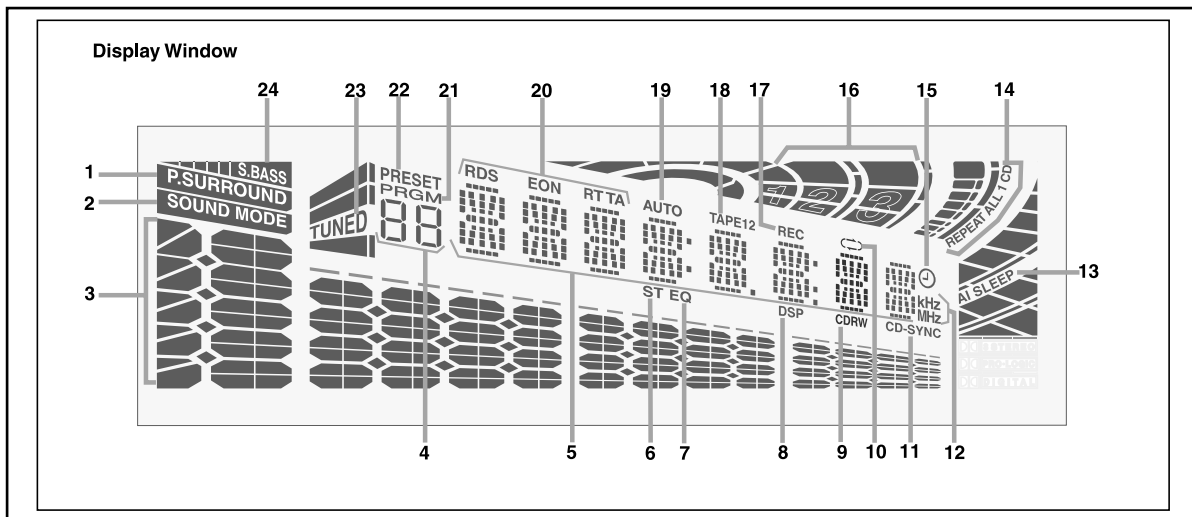 Display Window
24 23 22 21 20 19 18 17 16 15 14
1 S.BASS
P.SURROUND
2 SOUND MODE
3
TUNED
PRESET
PRGM
88
RDS EON RT TA
AUTO
TAPE12
REC
1 2 3
REPEAT ALL 1 CD
AI SLEEP 13
kHz
MHz
ST EQ
DSP
CDRW
CD-SYNC
PRO-LOGIC
DIGITAL
4 5 6 7 8 9 10 11 12